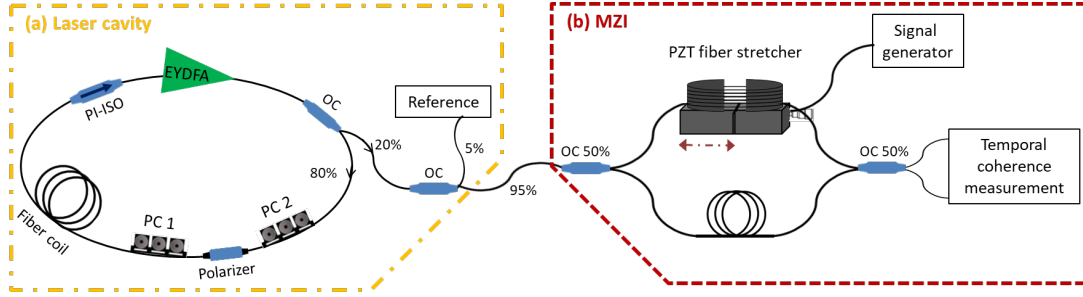 (a) Laser cavity
EYDFA
PI-ISO
OC
20%
80%
Reference
5%
OC
95%
Fiber coil
PC 1
Polarizer
PC 2
(b) MZI
PZT fiber stretcher
Signal
generator
OC 50%
OC 50%
Temporal
coherence
measurement